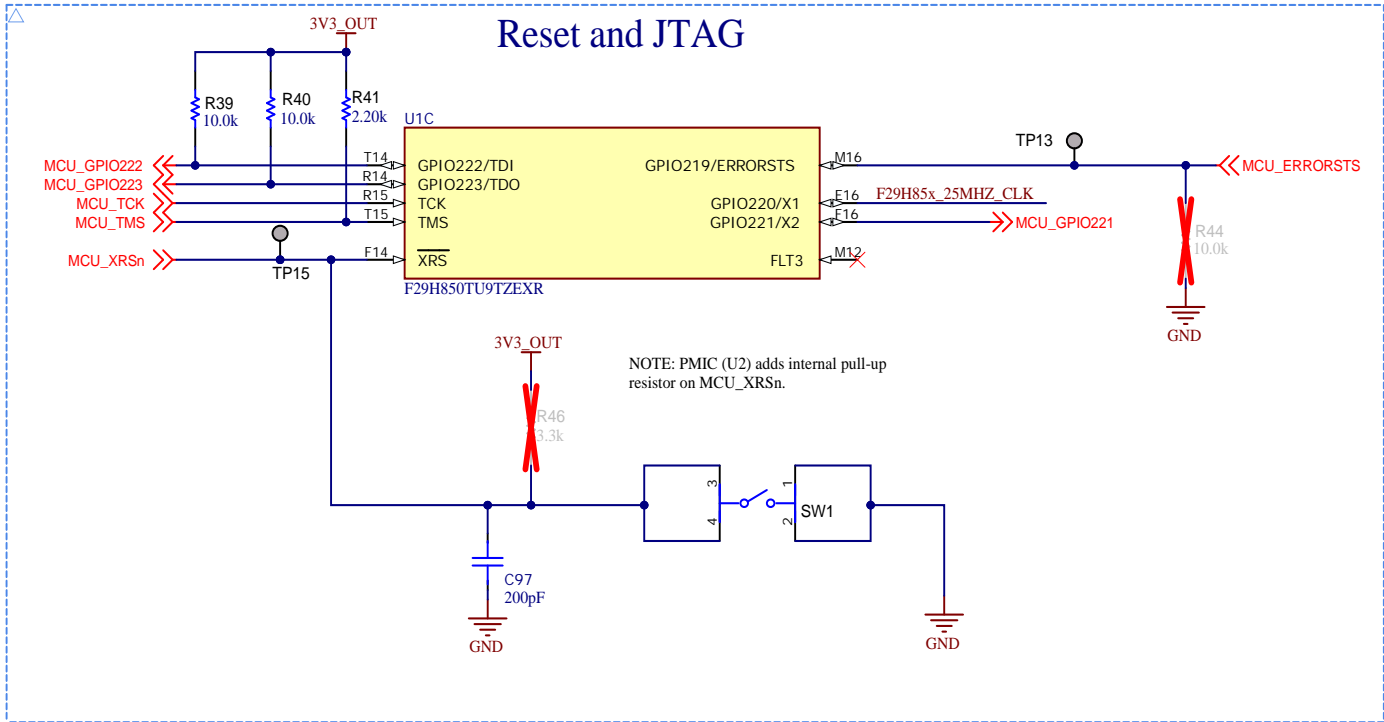 Reset and JTAG
3V3_OUT
R39
10.0k
R40
10.0k
R41
2.20k
U1C
MCU_GPIO222
T14
GPIO222/TDI
MCU_GPIO223
R14
GPIO223/TDO
MCU_TCK
R15
TCK
MCU_TMS
T15
TMS
MCU_XRSn
TP15
F14
XRS
F29H850TU9TZEXR
GPIO219/ERRORSTS
M16
TP13
MCU_ERRORSTS
GPIO220/X1
E16
F29H85x_25MHZ_CLK
GPIO221/X2
F16
MCU_GPIO221
FLT3
M12
R44
10.0k
GND
3V3_OUT
R46
3.3k
NOTE: PMIC (U2) adds internal pull-up
resistor on MCU_XRSn.
3
4
1
2
SW1
C97
200pF
GND
GND